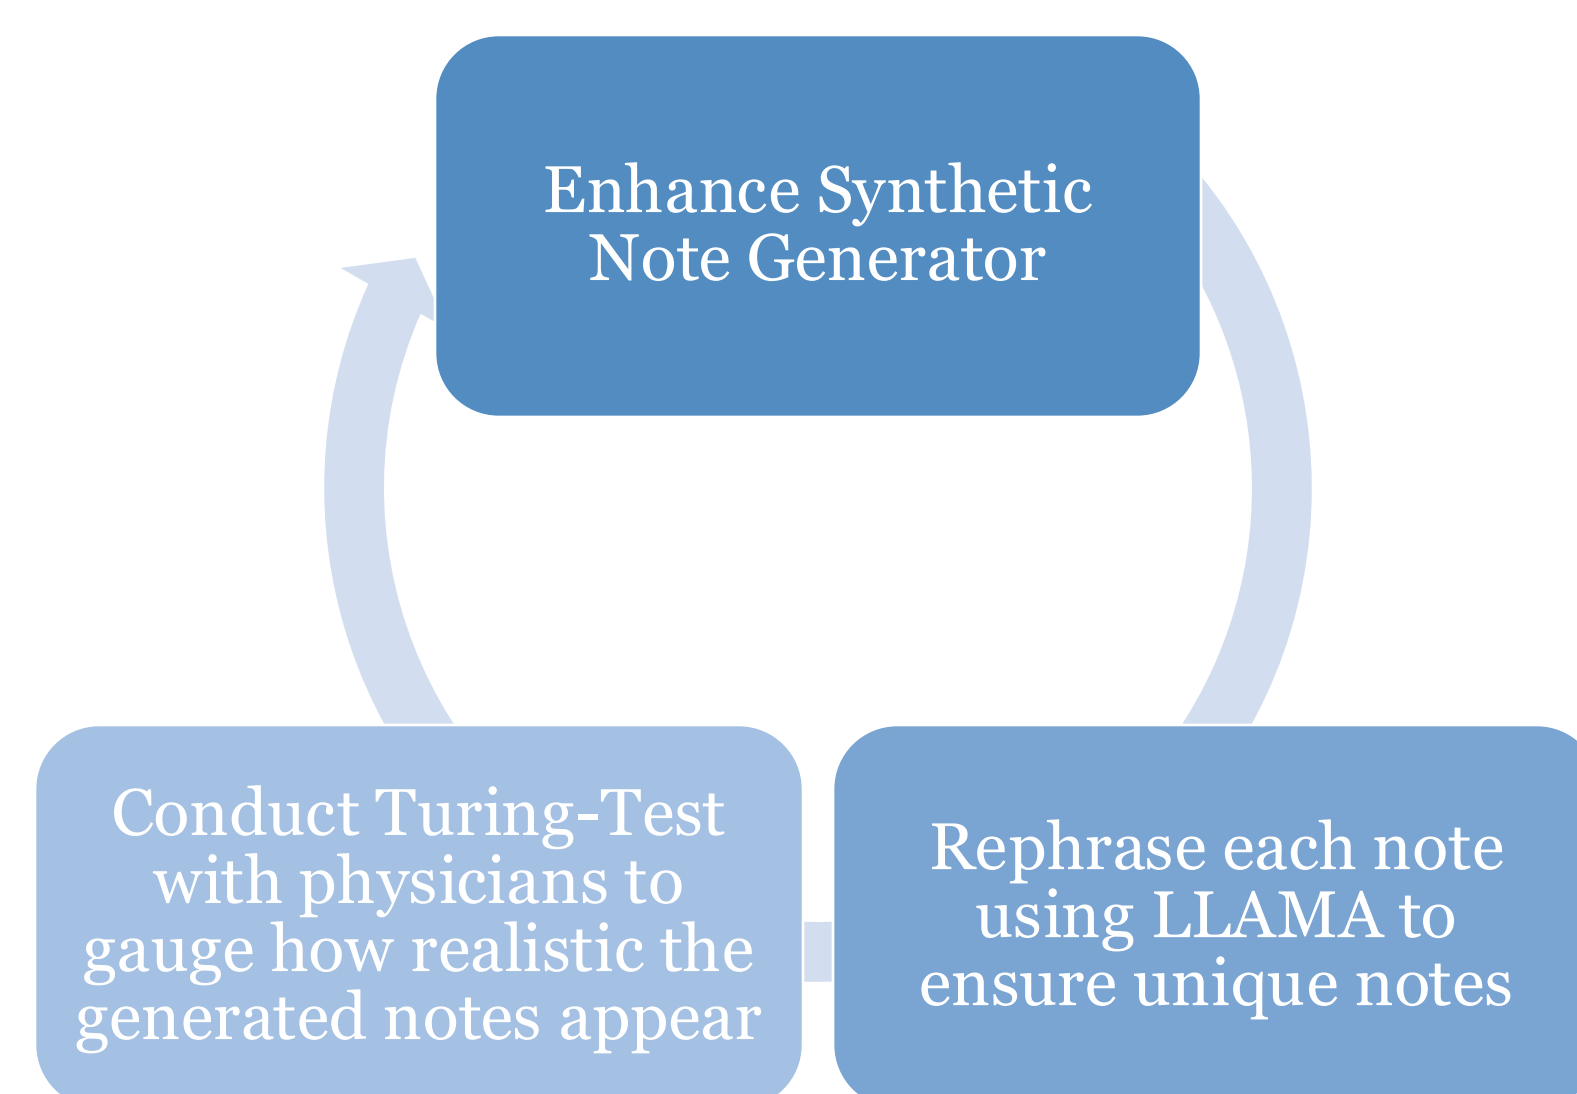 Enhance Synthetic
Note Generator
Conduct Turing-Test
with physicians to
gauge how realistic the
generated notes appear
Rephrase each note
using LLAMA to
ensure unique notes